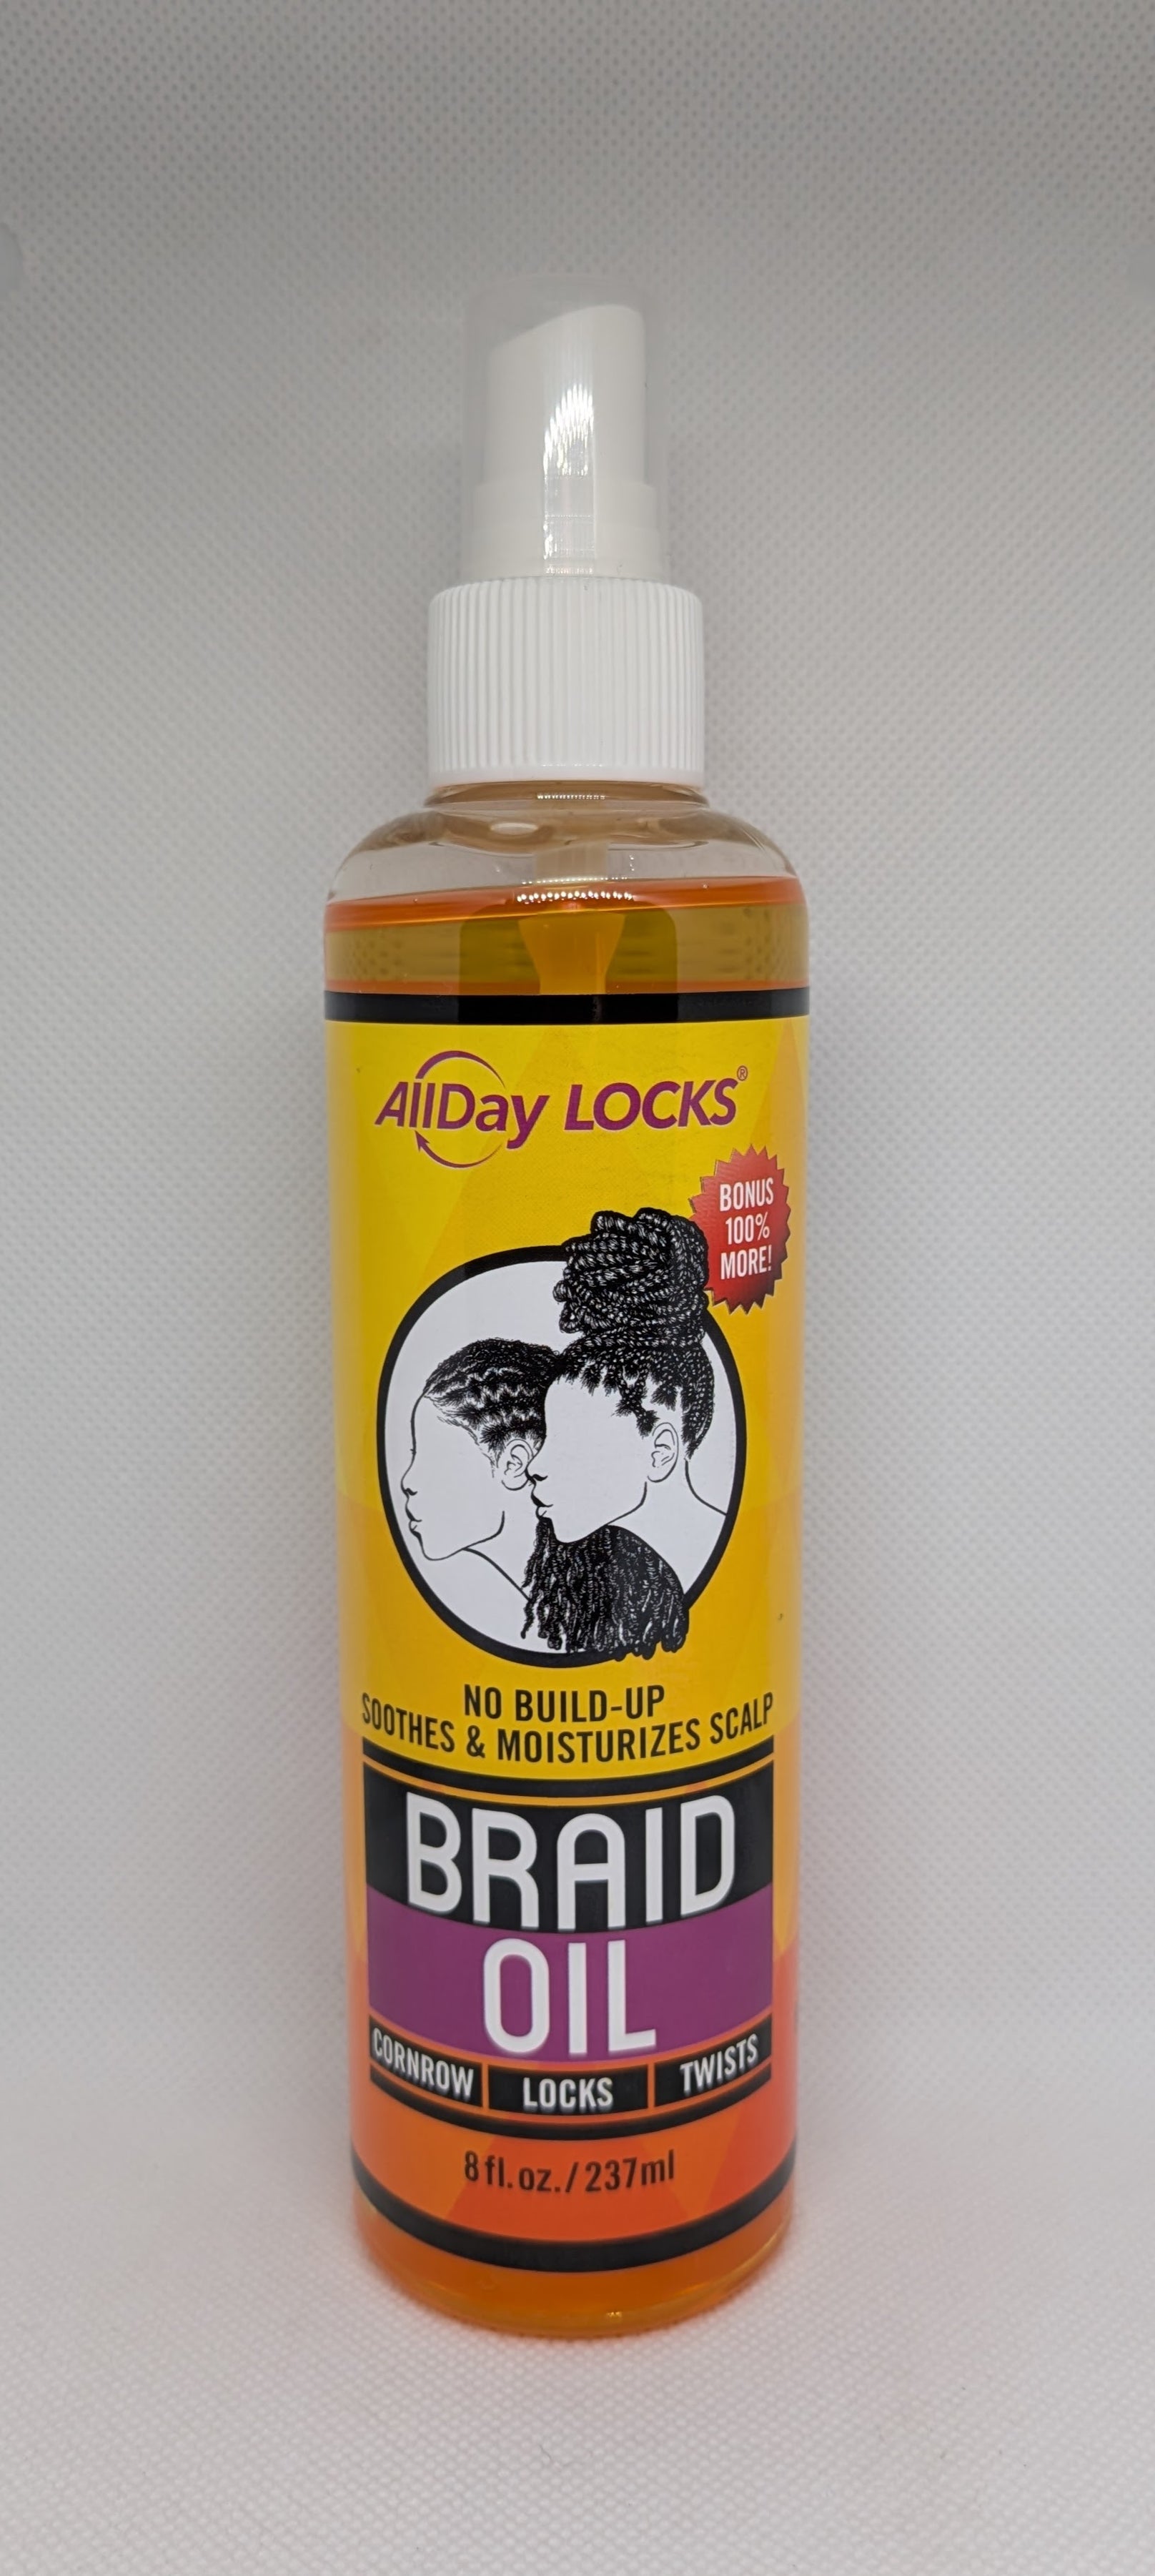 AllDay LOCKS®
BONUS
100%
MORE!
NO BUILD-UP
SOOTHES & MOISTURIZES SCALP
BRAID
OIL
CORNROW LOCKS TWISTS
8 fl. oz. / 237ml